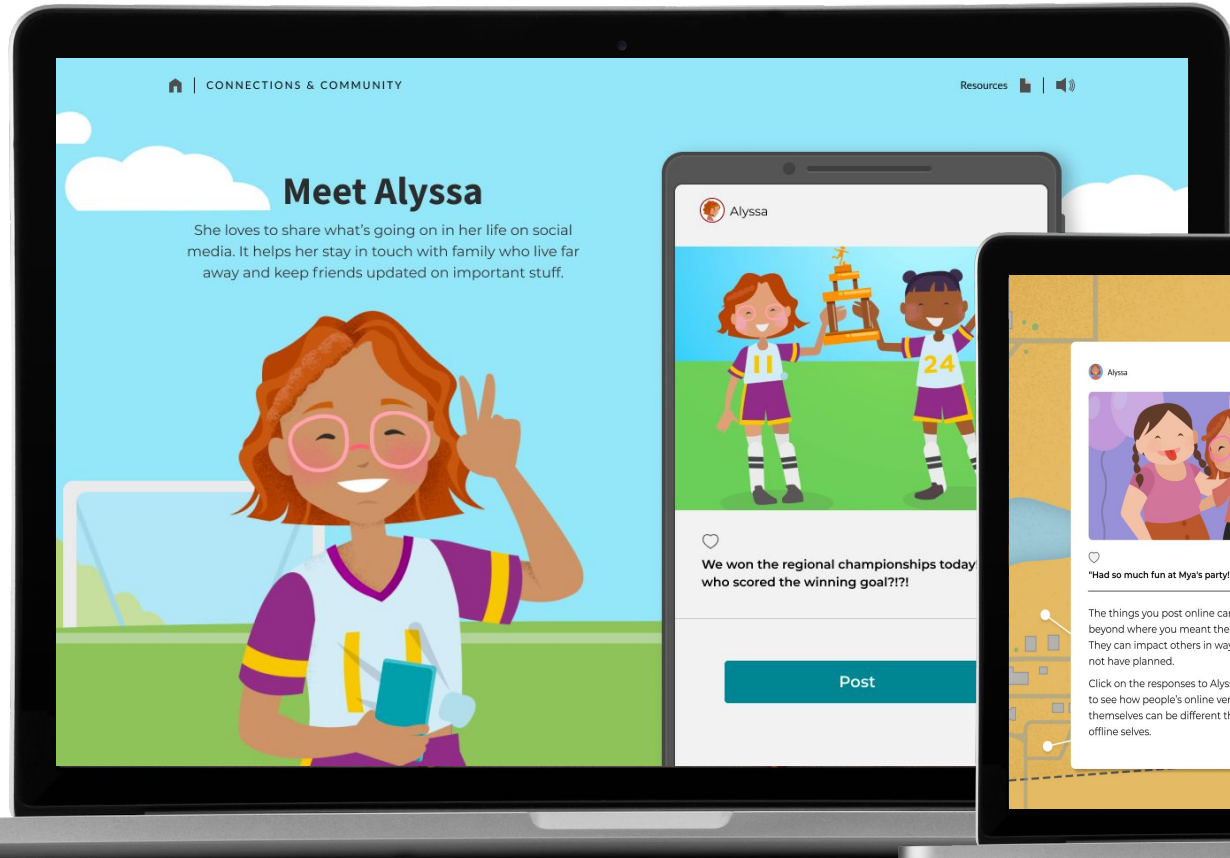 CONNECTIONS & COMMUNITY
Resources
Meet Alyssa
She loves to share what's going on in her life on social
media. It helps her stay in touch with family who live far
away and keep friends updated on important stuff.
11
Alyssa
11
24
We won the regional championships today
who scored the winning goal?!?!
Post
Alyssa
"Had so much fun at Mya's party!
The things you post online can
beyond where you meant the
They can impact others in way
not have planned.
Click on the responses to Alyss
to see how people's online ver
themselves can be different th
offline selves.